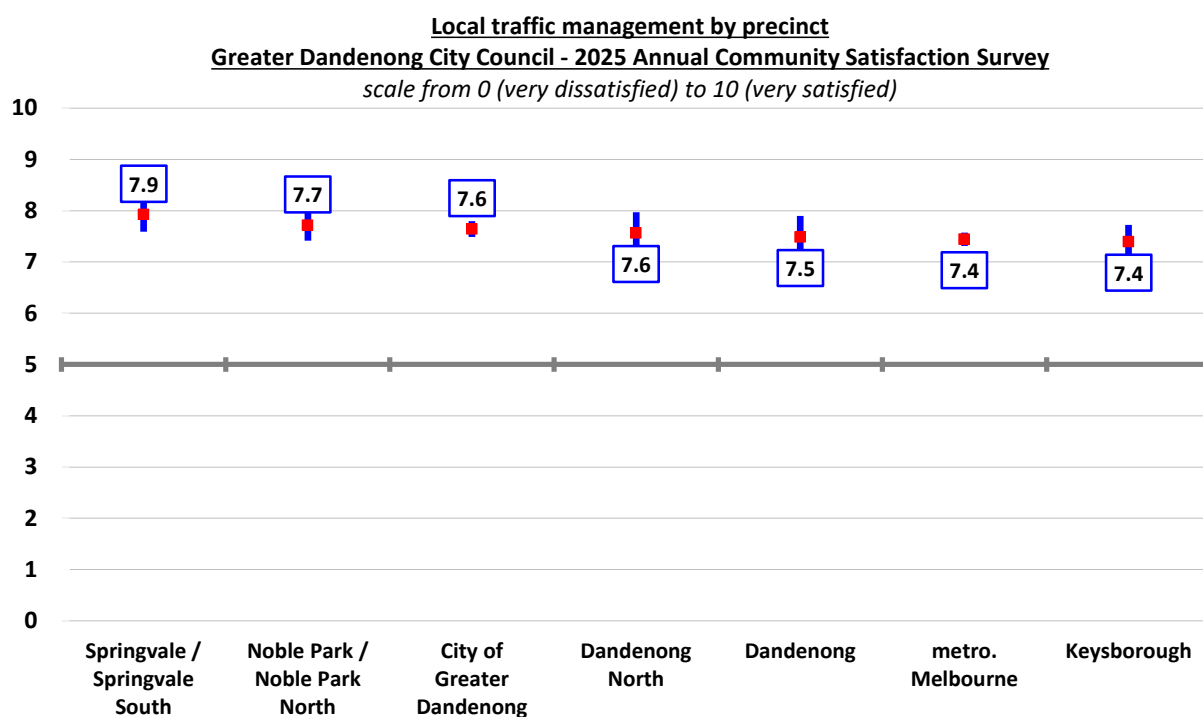 Local traffic management by precinct
Greater Dandenong City Council - 2025 Annual Community Satisfaction Survey
scale from 0 (very dissatisfied) to 10 (very satisfied)
10
9
8
7
6
5
4
3
2
1
0
7.9
7.7
7.6
7.6
7.5
7.4
7.4
Springvale /
Springvale
South
Noble Park /
Noble Park
North
City of
Greater
Dandenong
Dandenong
North
Dandenong
metro.
Melbourne
Keysborough